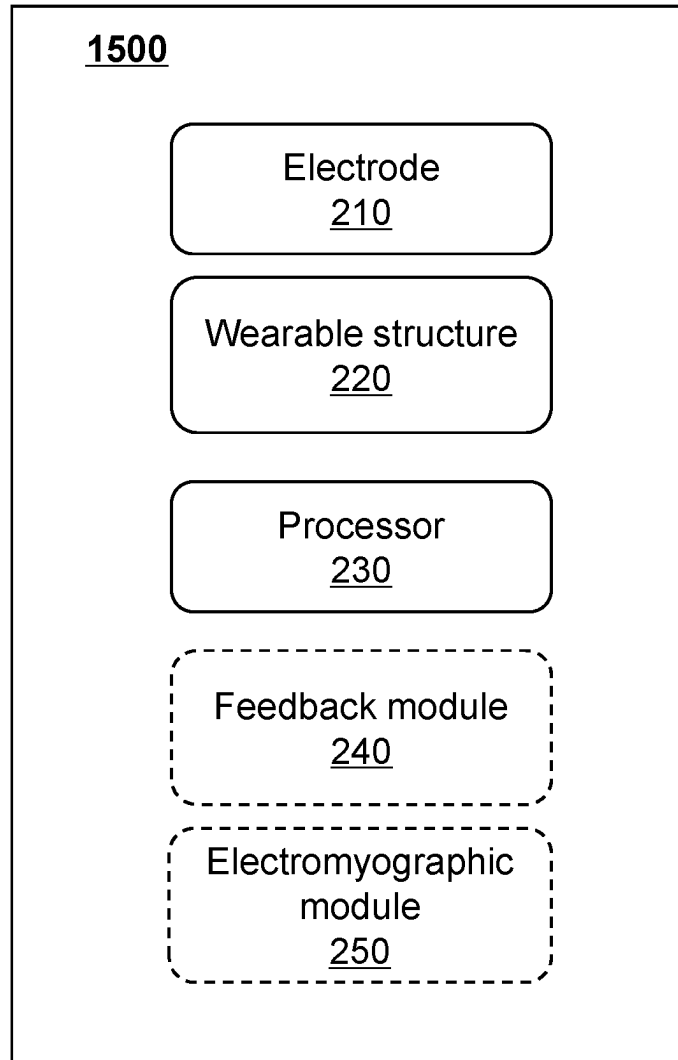 1500
Electrode
210
Wearable structure
220
Processor
230
Feedback module
240
Electromyographic
module
250